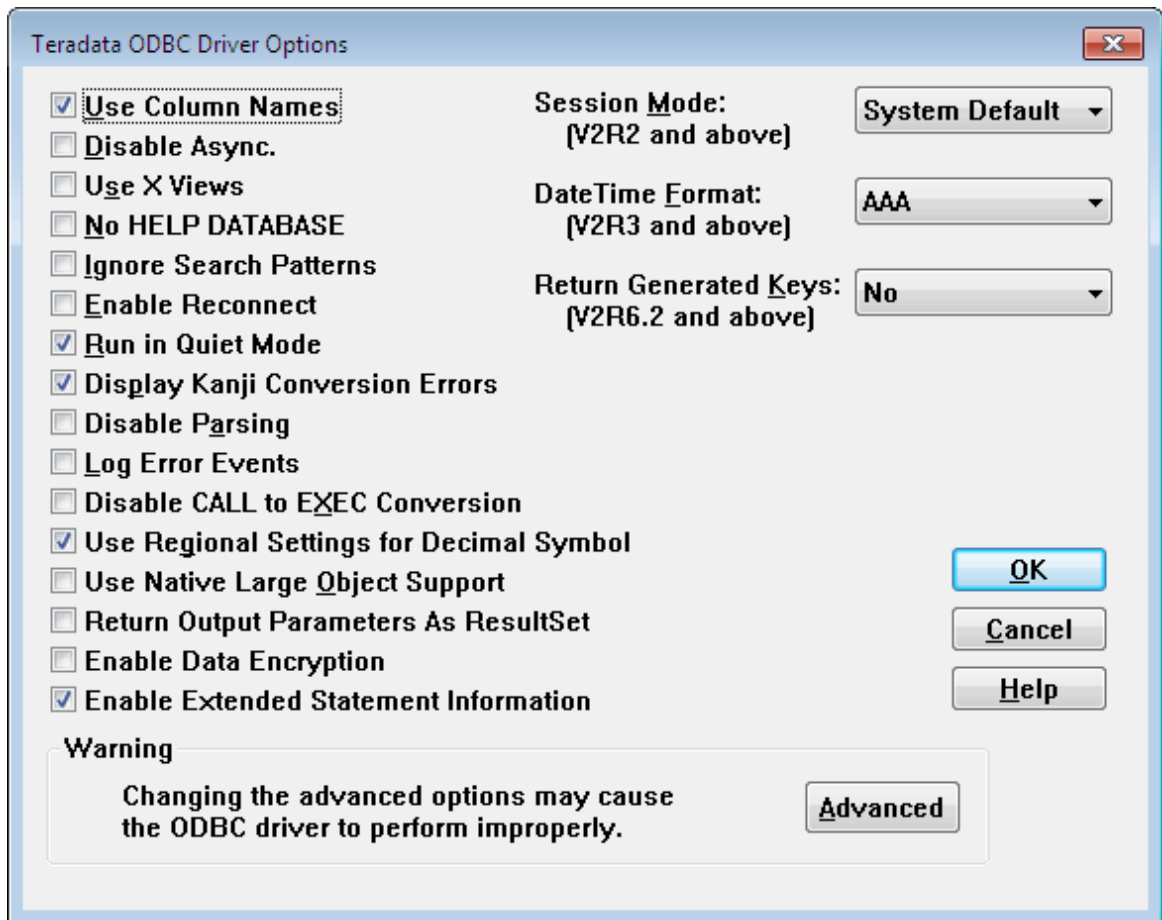 Teradata ODBC Driver Options
Use Column Names
Disable Async.
Use X Views
No HELP DATABASE
Ignore Search Patterns
Enable Reconnect
Run in Quiet Mode
Display Kanji Conversion Errors
Disable Parsing
Log Error Events
Disable CALL to EXEC Conversion
Use Regional Settings for Decimal Symbol
Use Native Large Object Support
Return Output Parameters As ResultSet
Enable Data Encryption
Enable Extended Statement Information
Session Mode:
(V2R2 and above)
System Default
DateTime Format:
(V2R3 and above)
AAA
Return Generated Keys:
(V2R6.2 and above)
No
OK
Cancel
Help
Warning
Changing the advanced options may cause
the ODBC driver to perform improperly.
Advanced